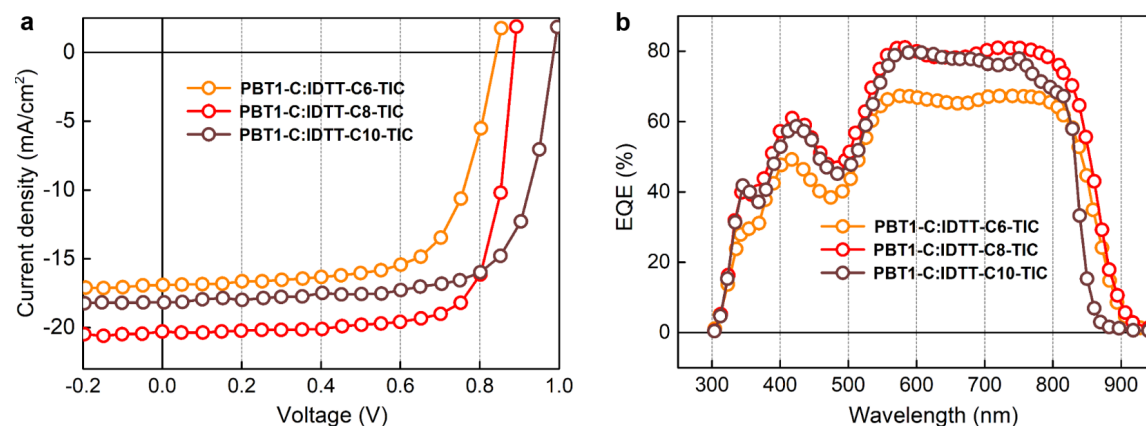 a
0
-5
-10
-15
-20
Current density (mA/cm²)
PBT1-C:IDTT-C6-TIC
PBT1-C:IDTT-C8-TIC
PBT1-C:IDTT-C10-TIC
-0.2 0.0 0.2 0.4 0.6 0.8 1.0
Voltage (V)
b
80
60
40
20
0
EQE (%)
PBT1-C:IDTT-C6-TIC
PBT1-C:IDTT-C8-TIC
PBT1-C:IDTT-C10-TIC
300 400 500 600 700 800 900
Wavelength (nm)